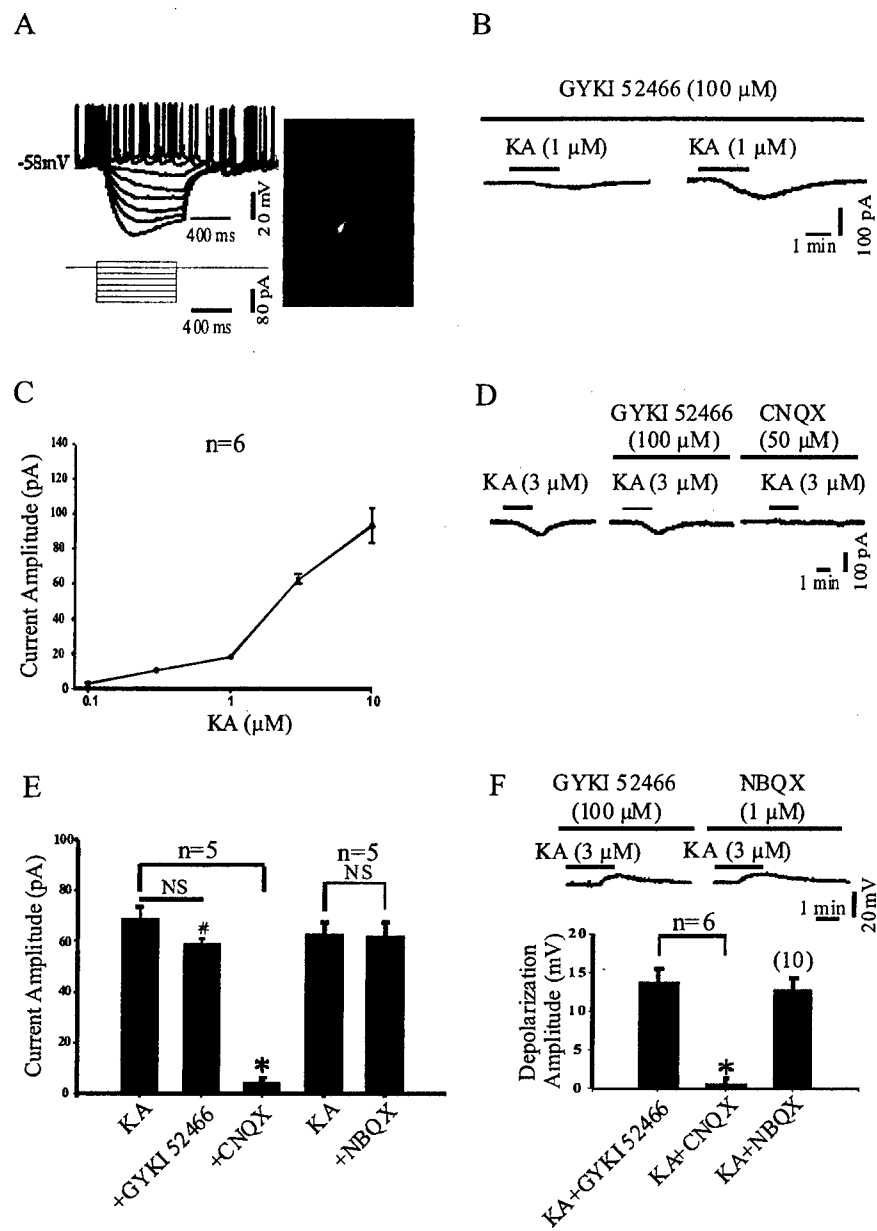 A
-58mV
20 mV
400 ms
80 pA
400 ms
B
GYKI 52466 (100 μM)
KA (1 μM) KA (1 μM)
1 min
100 pA
C
n=6
Current Amplitude (pA)
140
120
100
80
60
40
20
0
0.1 1 10
KA (μM)
D
GYKI 52466 CNQX
(100 μM) (50 μM)
KA (3 μM) KA (3 μM) KA (3 μM)
1 min
100 pA
E
Current Amplitude (pA)
100
80
60
40
20
0
n=5 n=5
NS NS
#
*
KA
+GYKI 52466
+CNQX
KA
+NBQX
F
GYKI 52466 NBQX
(100 μM) (1 μM)
KA (3 μM) KA (3 μM)
1 min
20mV
Depolarization
Amplitude (mV)
20
15
10
5
0
n=6
(10)
*
KA+GYKI 52466
KA+CNQX
KA+NBQX